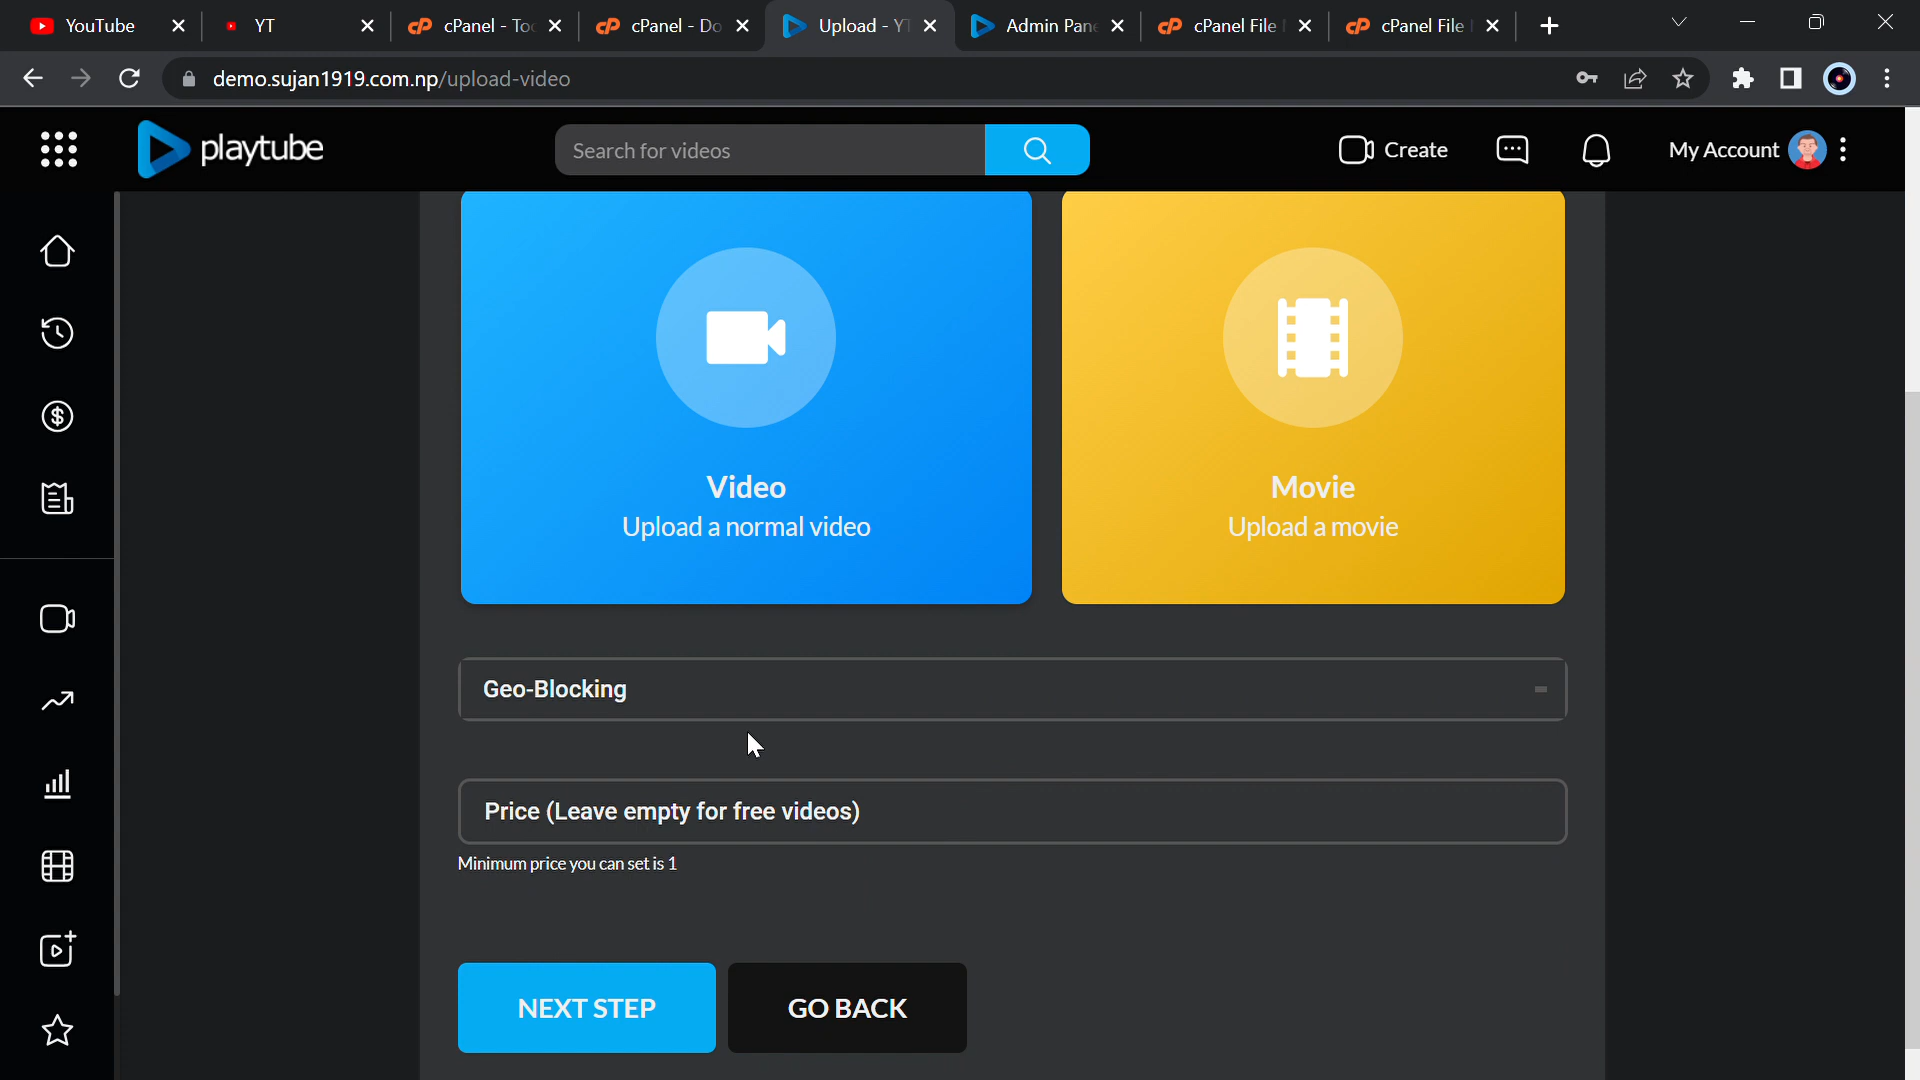 YouTube
YT
cPanel - To
cPanel - Do
Upload - Y
Admin Pan
cPanel File
cPanel File
demo.sujan1919.com.np/upload-video
playtube
Search for videos
Create
My Account
Video
Upload a normal video
Movie
Upload a movie
Geo-Blocking
Price (Leave empty for free videos)
Minimum price you can set is 1
NEXT STEP
GO BACK